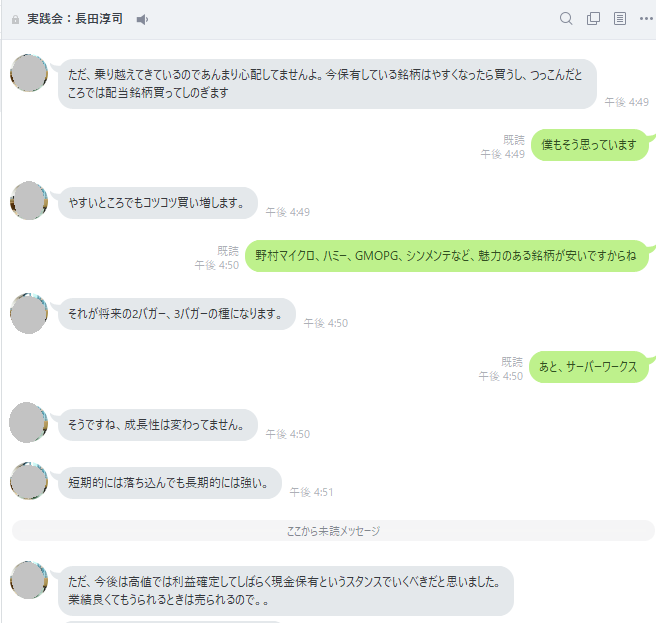 実践会：長田淳司
ただ、乗り越えてきているのであんまり心配してませんよ。今保有している銘柄はやすくなったら買うし、つっこんだと
ころでは配当銘柄買ってしのぎます
午後 4:49
既読
午後 4:49
僕もそう思っています
やすいところでもコツコツ買い増します。
午後 4:49
既読
午後 4:50
野村マイクロ、ハミー、GMOPG、シンメンテなど、魅力のある銘柄が安いですからね
それが将来の2バガー、3バガーの種になります。
午後 4:50
既読
午後 4:50
あと、サーバーワークス
そうですね、成長性は変わってません。
午後 4:50
短期的には落ち込んでも長期的には強い。
午後 4:51
ここから未読メッセージ
ただ、今後は高値では利益確定してしばらく現金保有というスタンスでいくべきだと思いました。
業績良くてもうられるときは売られるので。。